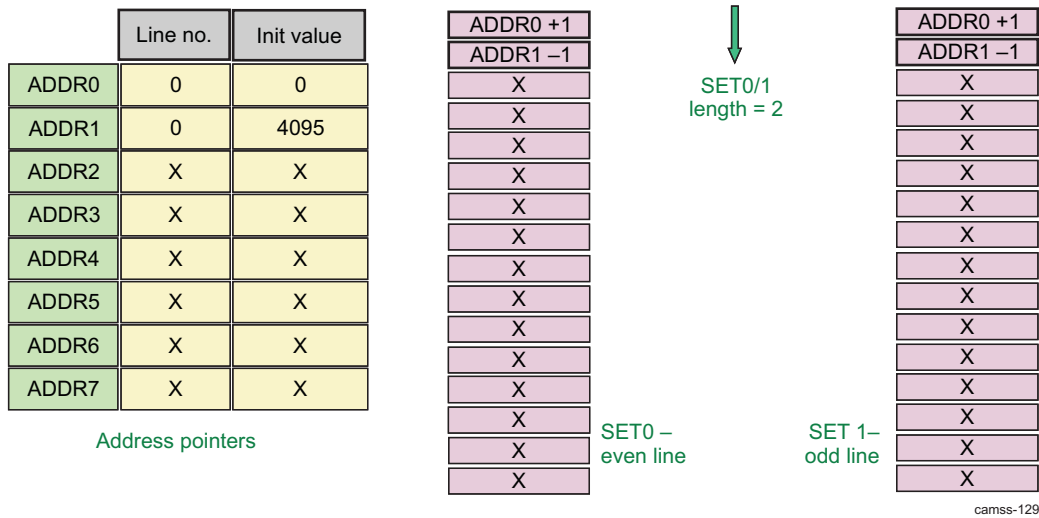 Line no. Init value
ADDR0 0 0
ADDR1 0 4095
ADDR2 X X
ADDR3 X X
ADDR4 X X
ADDR5 X X
ADDR6 X X
ADDR7 X X
Address pointers
ADDR0 +1
ADDR1 –1
X
X
X
X
X
X
X
X
X
X
X
X
X
X
SET0 –
even line
SET0/1
length = 2
ADDR0 +1
ADDR1 –1
X
X
X
X
X
X
X
X
X
X
X
X
X
X
SET 1–
odd line
camss-129